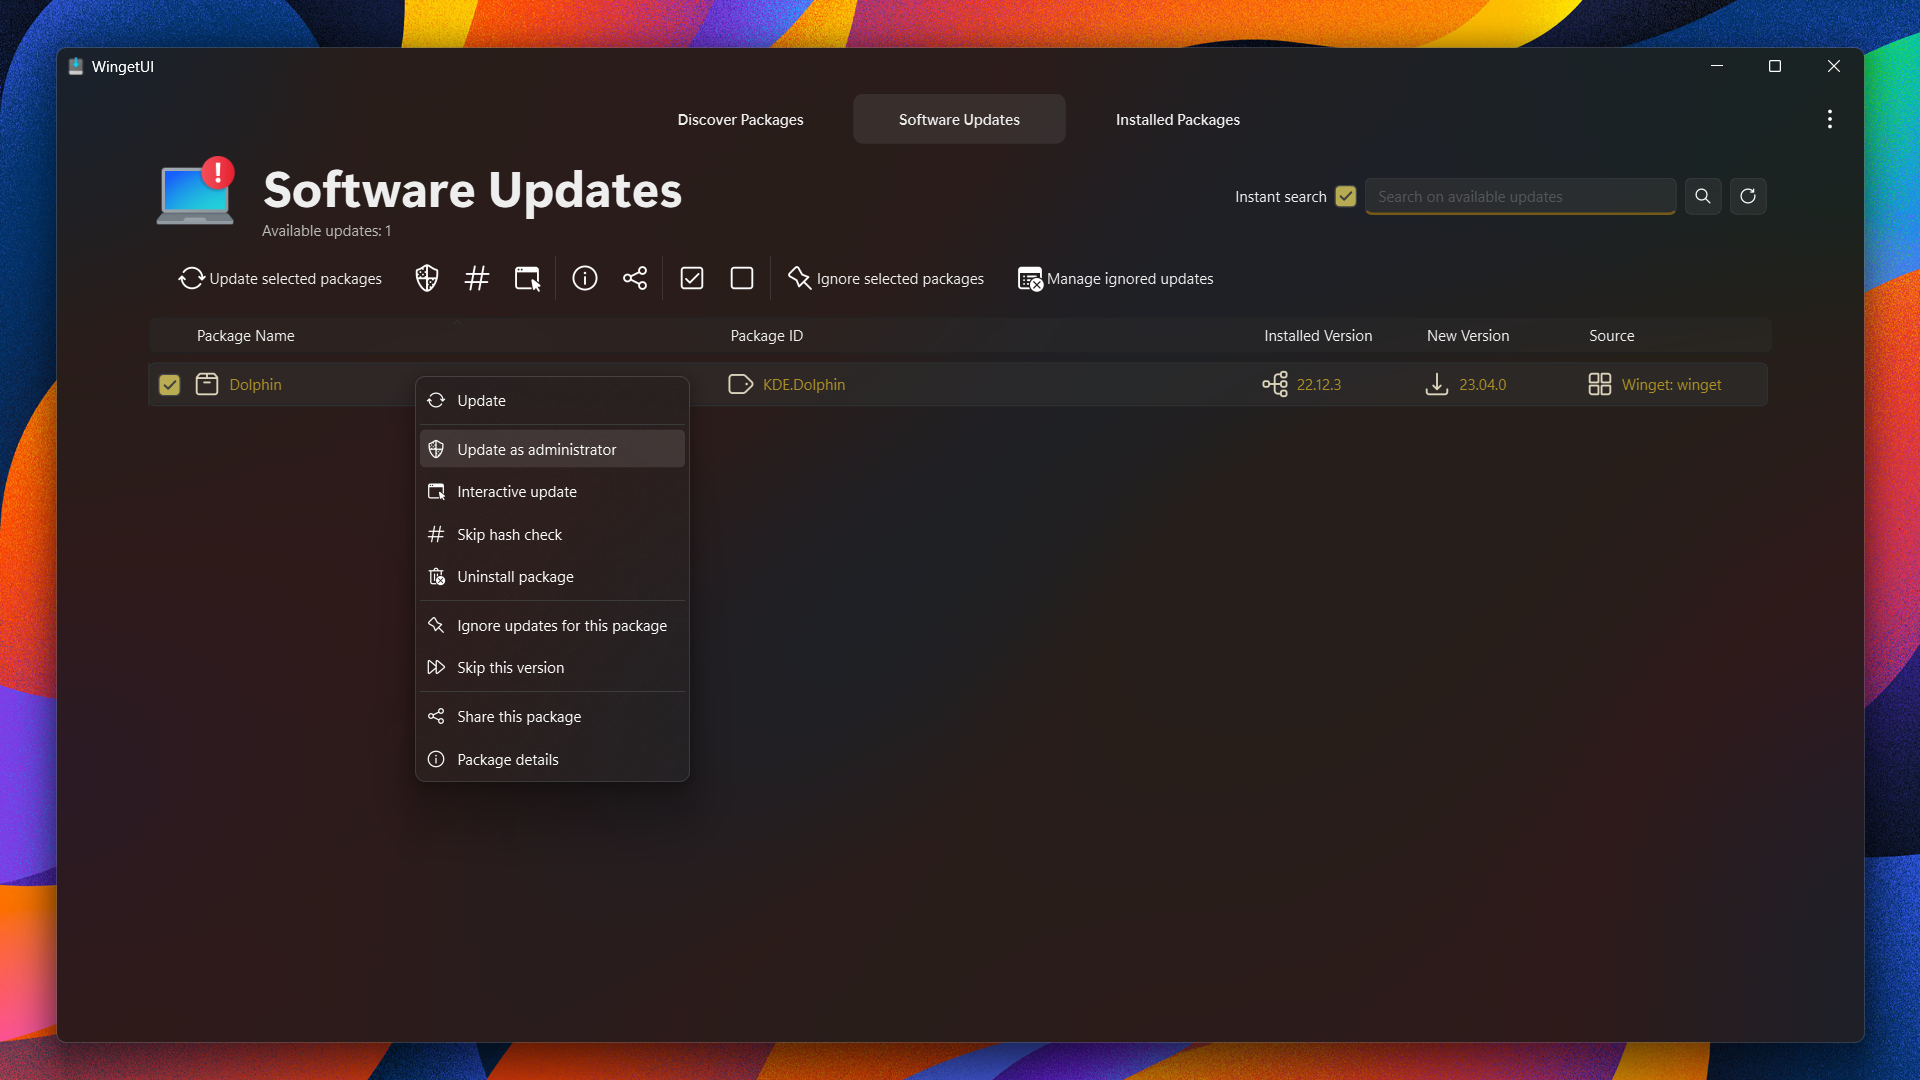 WingetUI
Discover Packages Software Updates Installed Packages
Software Updates
Available updates: 1
Instant search Search on available updates
Update selected packages Ignore selected packages Manage ignored updates
Package Name Package ID Installed Version New Version Source
Dolphin KDE.Dolphin 22.12.3 23.04.0 Winget: winget
Update
Update as administrator
Interactive update
Skip hash check
Uninstall package
Ignore updates for this package
Skip this version
Share this package
Package details